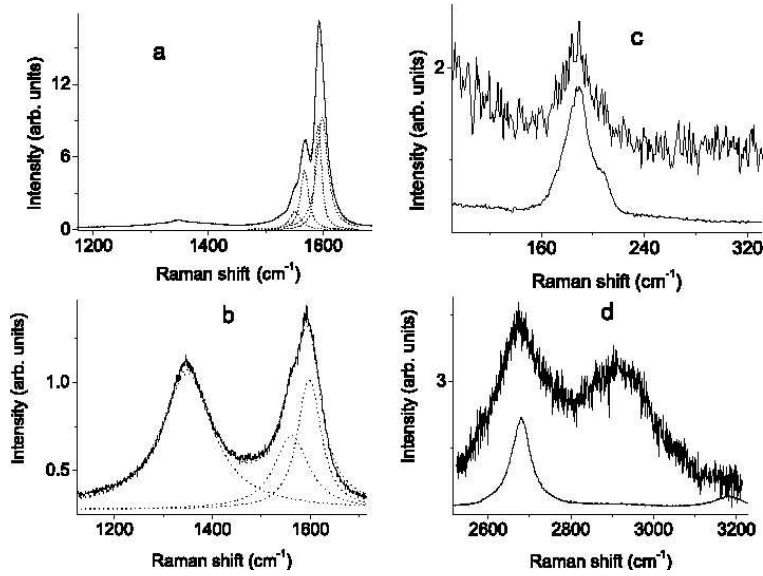 a
12
6
0
1200
1400
1600
Intensity (arb. units)
Raman shift (cm-1)
c
2
160
240
320
Intensity (arb. units)
Raman shift (cm-1)
b
1.0
0.5
1200
1400
1600
Intensity (arb. units)
Raman shift (cm-1)
d
3
2600
2800
3000
3200
Intensity (arb. units)
Raman shift (cm-1)